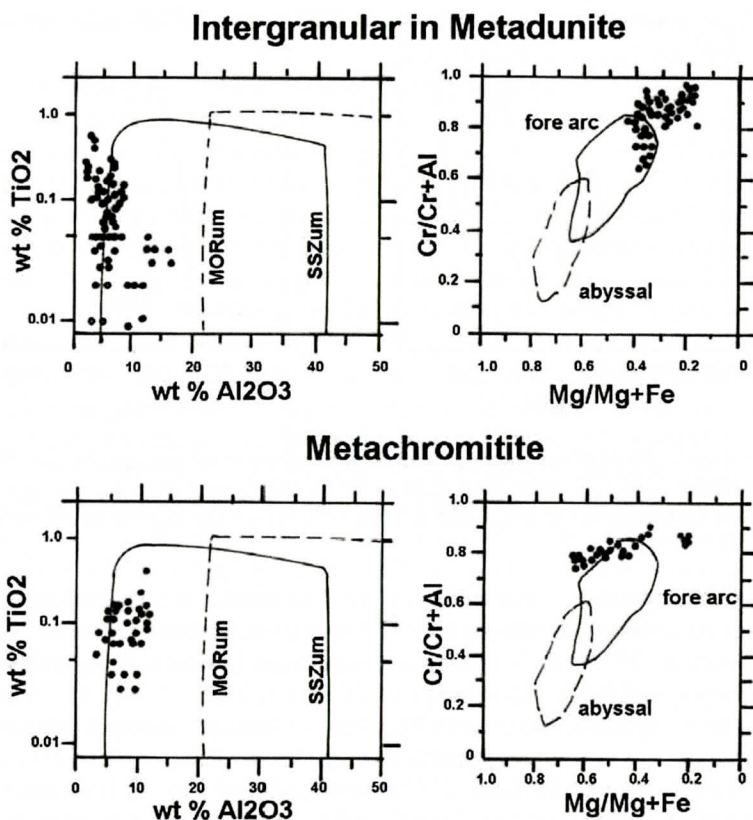 Intergranular in Metadunite
wt % TiO2
1.0
0.1
0.01
MORum
SSZum
0 10 20 30 40 50
wt % Al2O3
Cr/Cr+Al
1.0
0.8
0.6
0.4
0.2
0
fore arc
abyssal
1.0 0.8 0.6 0.4 0.2 0
Mg/Mg+Fe
Metachromitite
wt % TiO2
1.0
0.1
0.01
MORum
SSZum
0 10 20 30 40 50
wt % Al2O3
Cr/Cr+Al
1.0
0.8
0.6
0.4
0.2
0
fore arc
abyssal
1.0 0.8 0.6 0.4 0.2 0
Mg/Mg+Fe